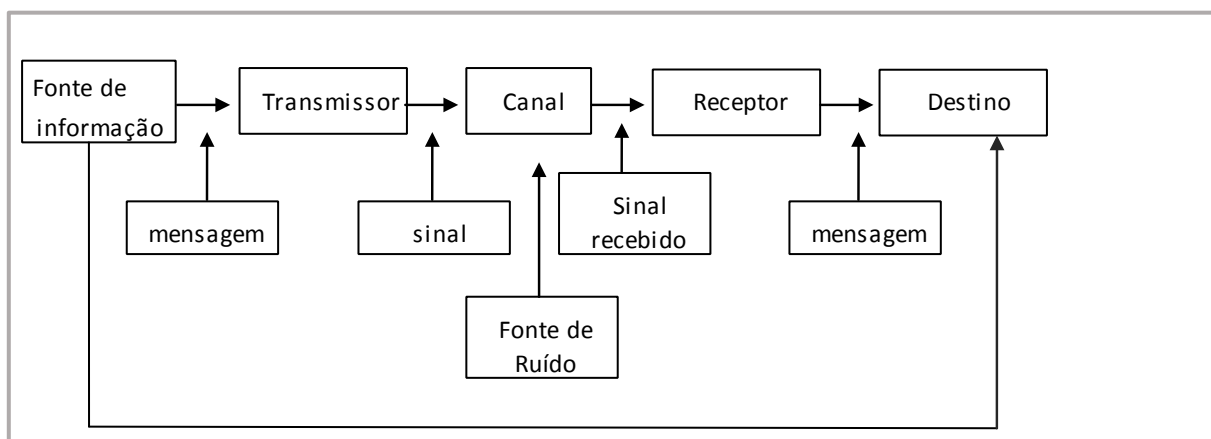 Fonte de
informação
Transmissor
Canal
Receptor
Destino
mensagem
sinal
Sinal
recebido
mensagem
Fonte de
Ruído